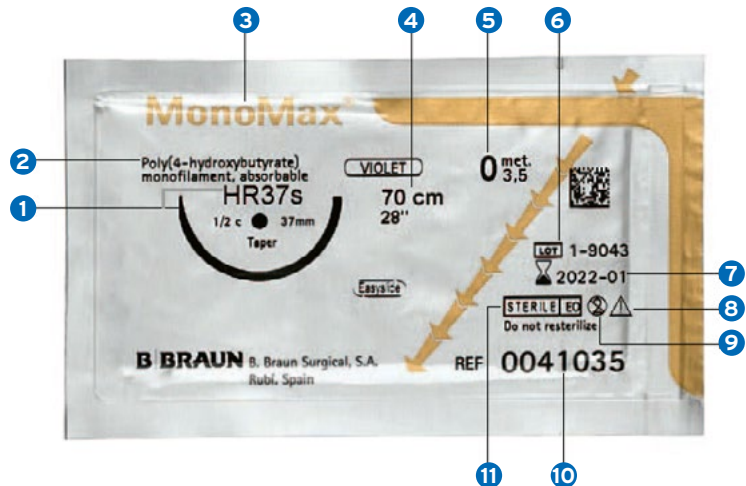 3 4 5 6
MonoMax®
2 Poly(4-hydroxybutyrate)
monofilament, absorbable
VIOLET
0 met.
3,5
1 HR37s
70 cm
28"
1/2 c 37mm
Taper
LOT 1-9043
2022-01 7
Easyslide
STERILE EO 2 8
Do not resterilize 9
B BRAUN B. Braun Surgical, S.A.
Rubí. Spain
REF 0041035
11 10